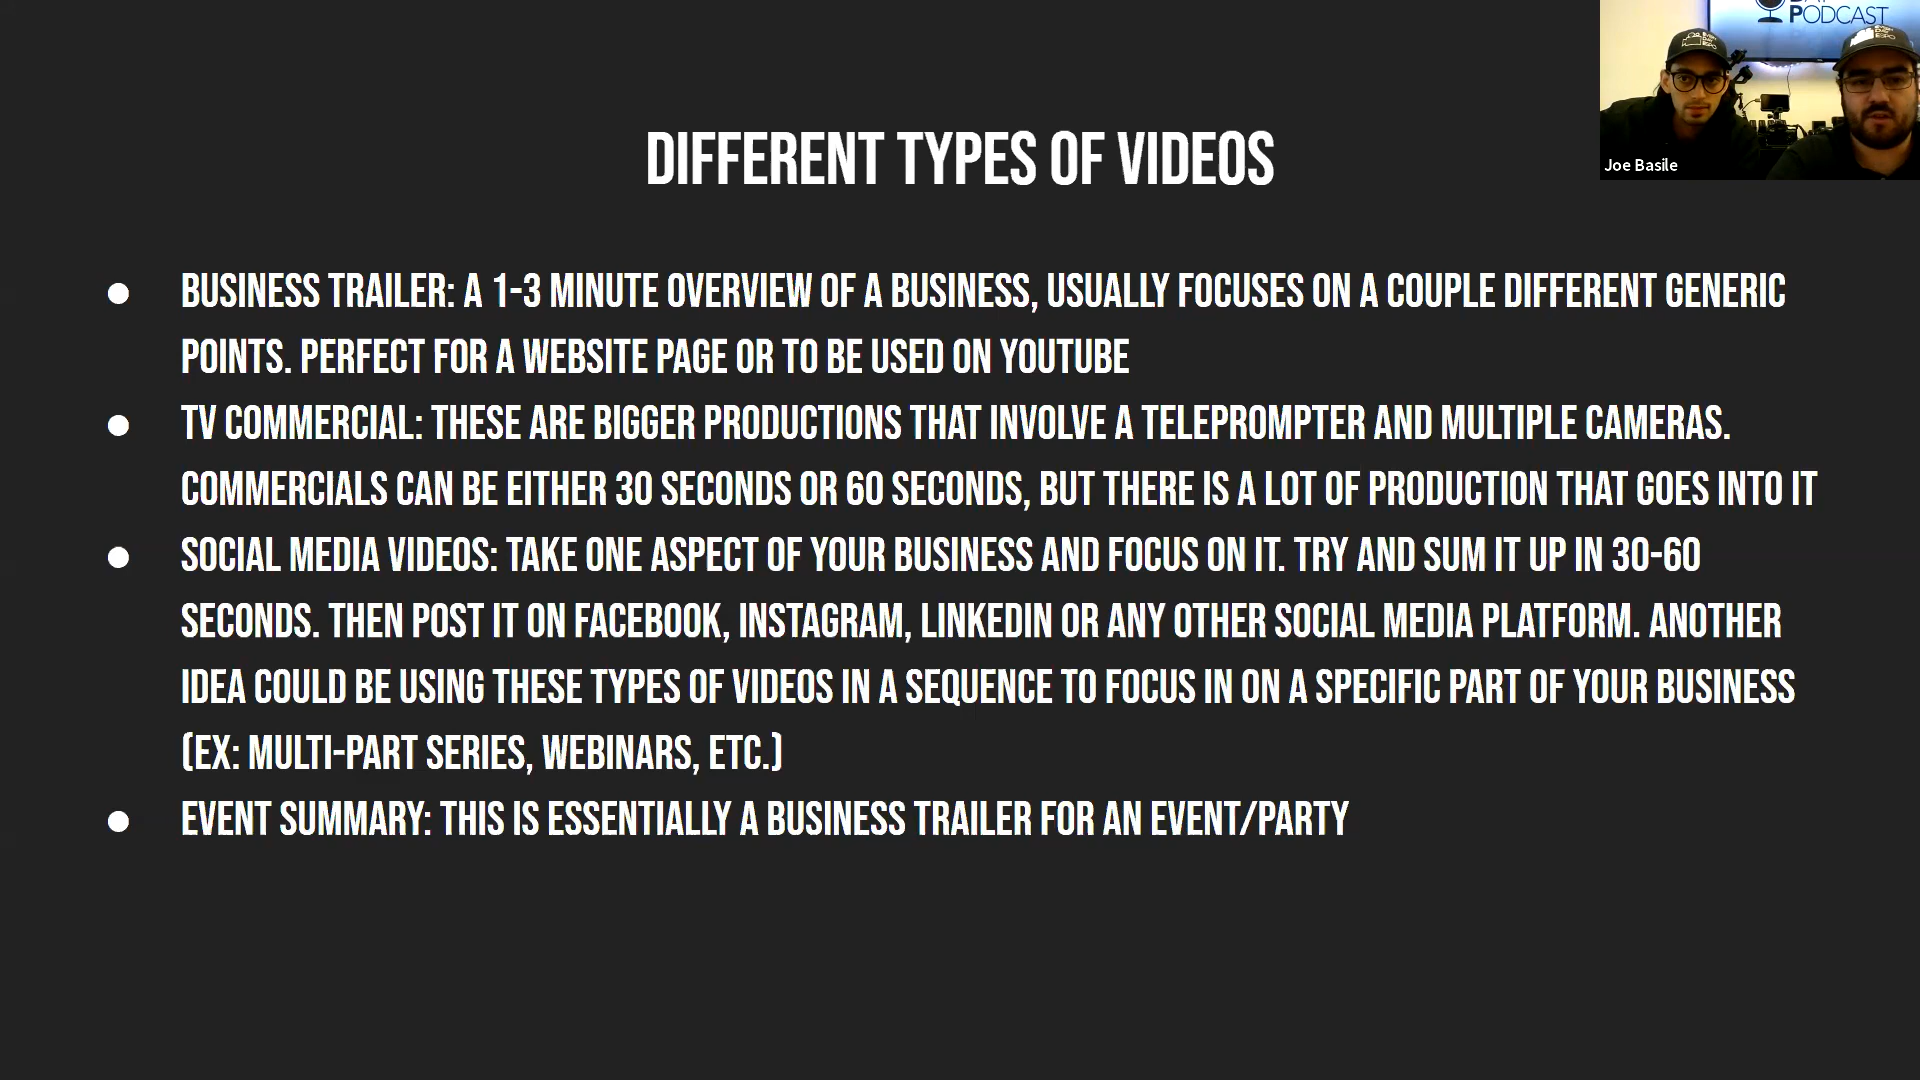 PODCAST
Joe Basile
DIFFERENT TYPES OF VIDEOS
● BUSINESS TRAILER: A 1-3 MINUTE OVERVIEW OF A BUSINESS, USUALLY FOCUSES ON A COUPLE DIFFERENT GENERIC
POINTS. PERFECT FOR A WEBSITE PAGE OR TO BE USED ON YOUTUBE
● TV COMMERCIAL: THESE ARE BIGGER PRODUCTIONS THAT INVOLVE A TELEPROMPTER AND MULTIPLE CAMERAS.
COMMERCIALS CAN BE EITHER 30 SECONDS OR 60 SECONDS, BUT THERE IS A LOT OF PRODUCTION THAT GOES INTO IT
● SOCIAL MEDIA VIDEOS: TAKE ONE ASPECT OF YOUR BUSINESS AND FOCUS ON IT. TRY AND SUM IT UP IN 30-60
SECONDS. THEN POST IT ON FACEBOOK, INSTAGRAM, LINKEDIN OR ANY OTHER SOCIAL MEDIA PLATFORM. ANOTHER
IDEA COULD BE USING THESE TYPES OF VIDEOS IN A SEQUENCE TO FOCUS IN ON A SPECIFIC PART OF YOUR BUSINESS
(EX: MULTI-PART SERIES, WEBINARS, ETC.)
● EVENT SUMMARY: THIS IS ESSENTIALLY A BUSINESS TRAILER FOR AN EVENT/PARTY